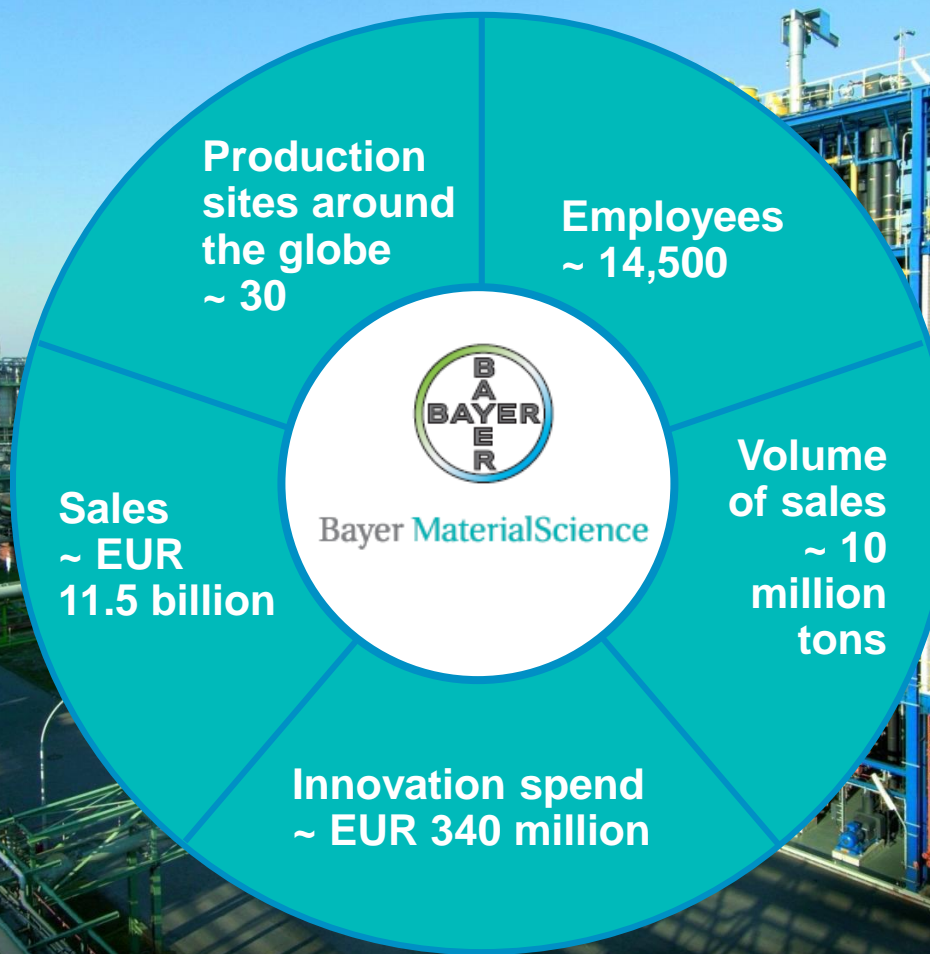 Production
sites around
the globe
~ 30
Employees
~ 14,500
BAYER
BAYER
Bayer MaterialScience
Volume
of sales
~ 10
million
tons
Sales
~ EUR
11.5 billion
Innovation spend
~ EUR 340 million